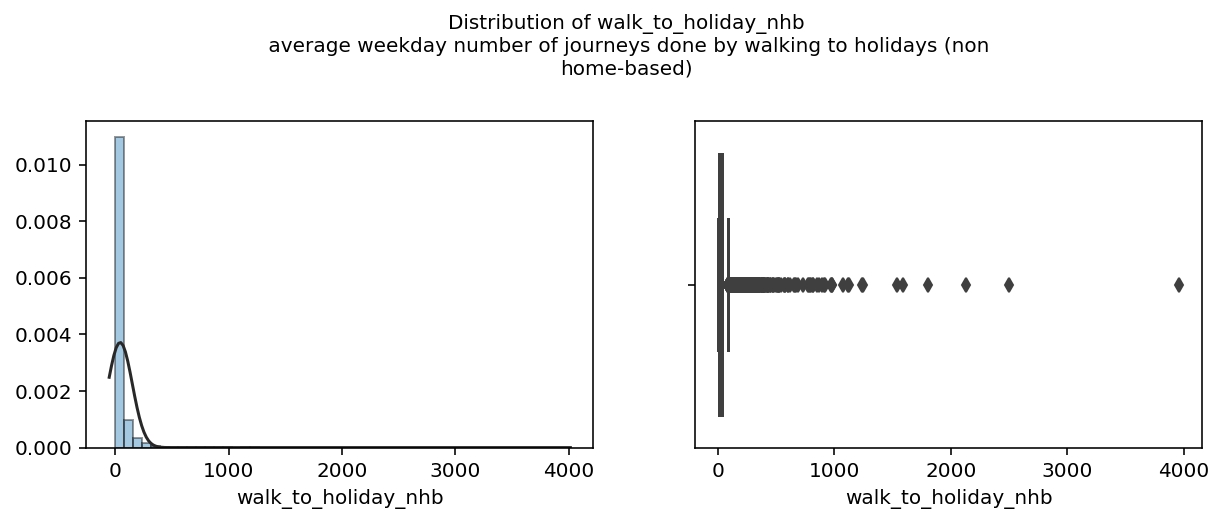 Distribution of walk_to_holiday_nhb
average weekday number of journeys done by walking to holidays (non
home-based)
0.010
0.008
0.006
0.004
0.002
0.000
0 1000 2000 3000 4000
walk_to_holiday_nhb
0 1000 2000 3000 4000
walk_to_holiday_nhb